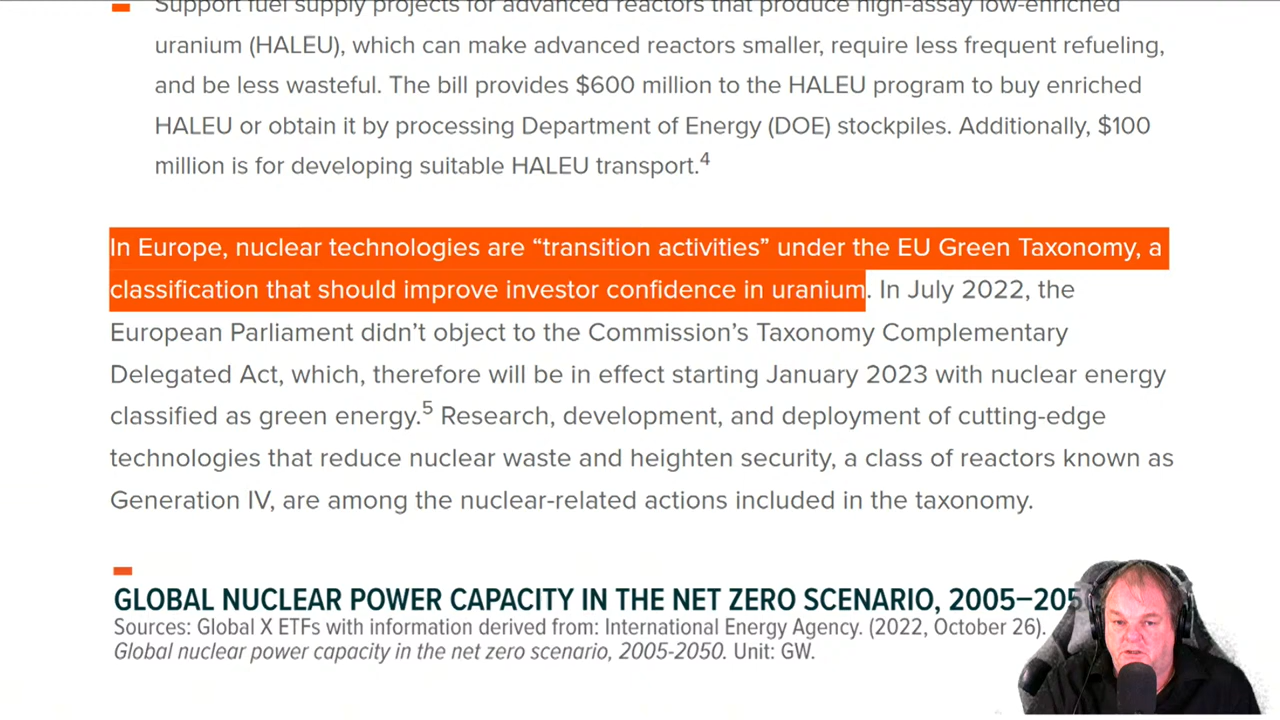 Support fuel supply projects for advanced reactors that produce high-assay low-enriched
uranium (HALEU), which can make advanced reactors smaller, require less frequent refueling,
and be less wasteful. The bill provides $600 million to the HALEU program to buy enriched
HALEU or obtain it by processing Department of Energy (DOE) stockpiles. Additionally, $100
million is for developing suitable HALEU transport.4
In Europe, nuclear technologies are “transition activities” under the EU Green Taxonomy, a
classification that should improve investor confidence in uranium. In July 2022, the
European Parliament didn’t object to the Commission’s Taxonomy Complementary
Delegated Act, which, therefore will be in effect starting January 2023 with nuclear energy
classified as green energy.5 Research, development, and deployment of cutting-edge
technologies that reduce nuclear waste and heighten security, a class of reactors known as
Generation IV, are among the nuclear-related actions included in the taxonomy.
GLOBAL NUCLEAR POWER CAPACITY IN THE NET ZERO SCENARIO, 2005–205
Sources: Global X ETFs with information derived from: International Energy Agency. (2022, October 26).
Global nuclear power capacity in the net zero scenario, 2005-2050. Unit: GW.